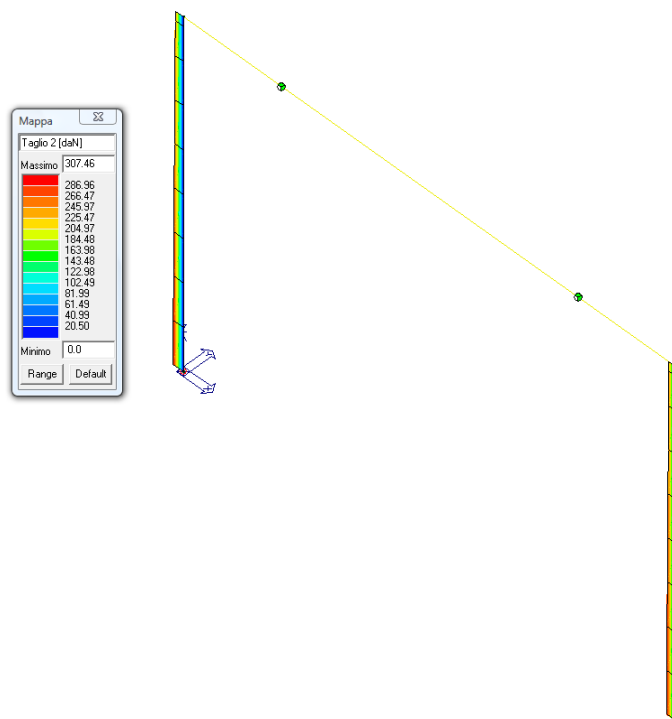 Mappa
Taglio 2 [daN]
Massimo 307.46
286.96
266.47
245.97
225.47
204.97
184.48
163.98
143.48
122.98
102.49
81.99
61.49
40.99
20.50
Minimo 0.0
Range Default